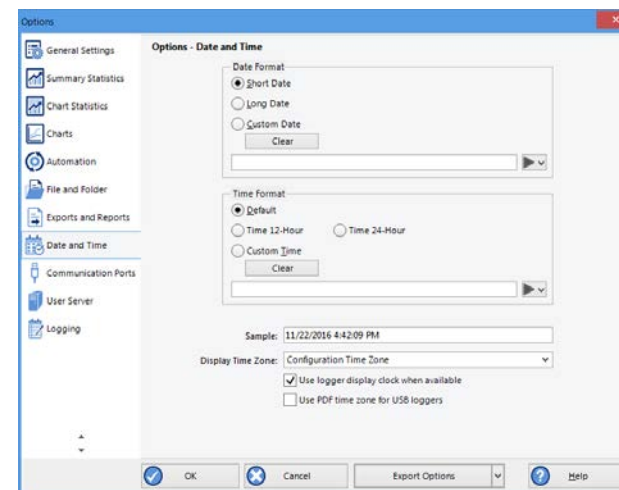 Options
General Settings
Summary Statistics
Chart Statistics
Charts
Automation
File and Folder
Exports and Reports
Date and Time
Communication Ports
User Server
Logging
Options - Date and Time
Date Format
Short Date
Long Date
Custom Date
Clear
Time Format
Default
Time 12-Hour
Time 24-Hour
Custom Time
Clear
Sample: 11/22/2016 4:42:09 PM
Display Time Zone: Configuration Time Zone
Use logger display clock when available
Use PDF time zone for USB loggers
OK
Cancel
Export Options
Help